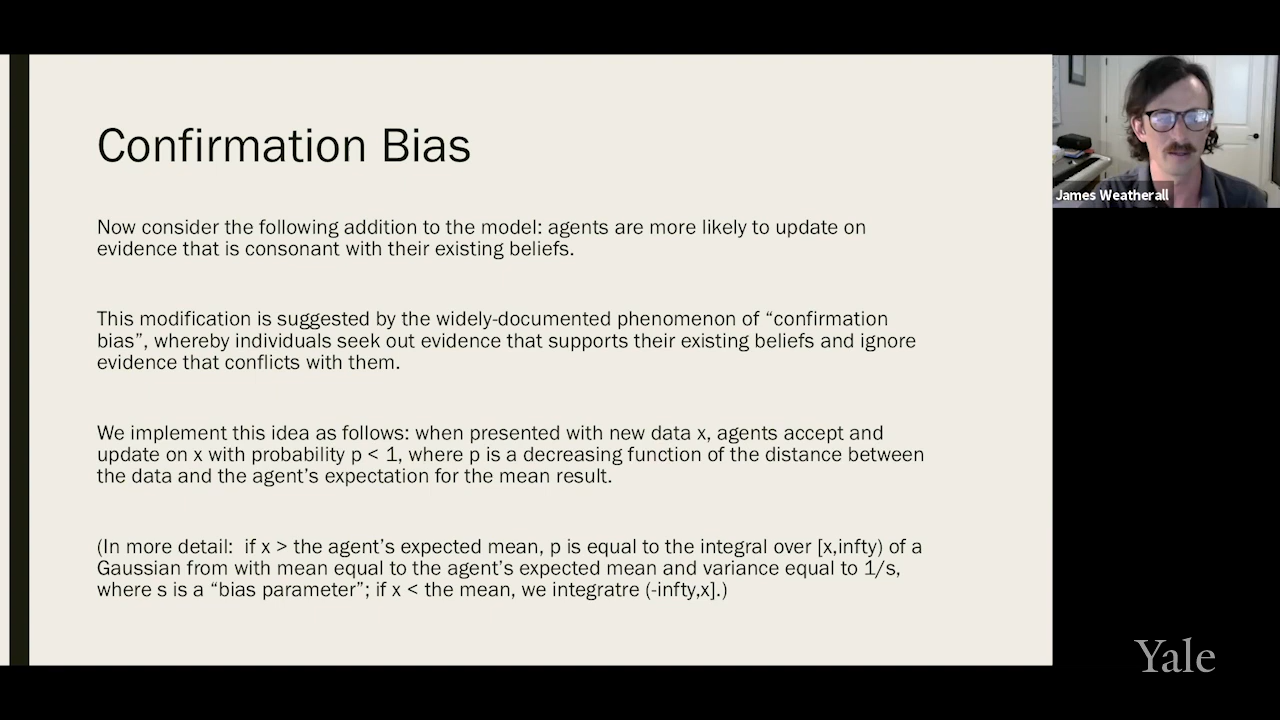 Confirmation Bias
Now consider the following addition to the model: agents are more likely to update on
evidence that is consonant with their existing beliefs.
This modification is suggested by the widely-documented phenomenon of “confirmation
bias”, whereby individuals seek out evidence that supports their existing beliefs and ignore
evidence that conflicts with them.
We implement this idea as follows: when presented with new data x, agents accept and
update on x with probability p < 1, where p is a decreasing function of the distance between
the data and the agent’s expectation for the mean result.
(In more detail:  if x > the agent’s expected mean, p is equal to the integral over [x,infty) of a
Gaussian from with mean equal to the agent’s expected mean and variance equal to 1/s,
where s is a “bias parameter”; if x < the mean, we integratre (-infty,x].)
James Weatherall
Yale